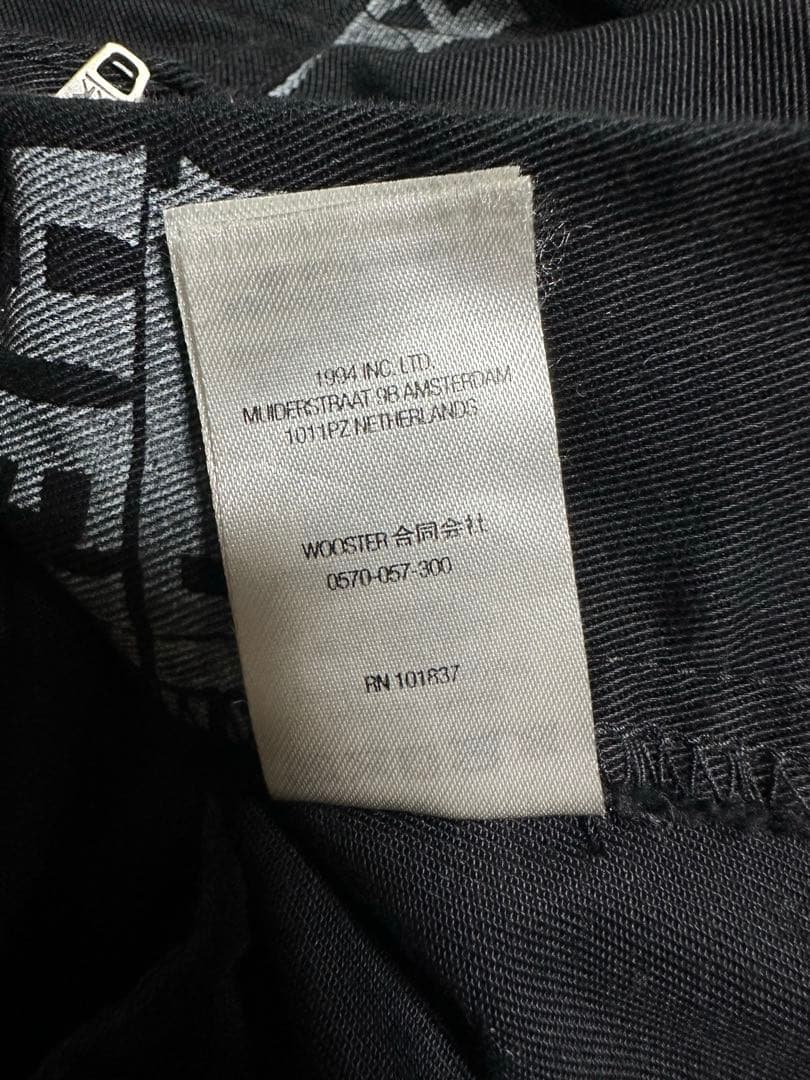 1994 INC. LTD.
MUIDERSTRAAT 9B AMSTERDAM
1011PZ NETHERLANDS
WOOSTER 合同会社
0570-057-300
RN 101837